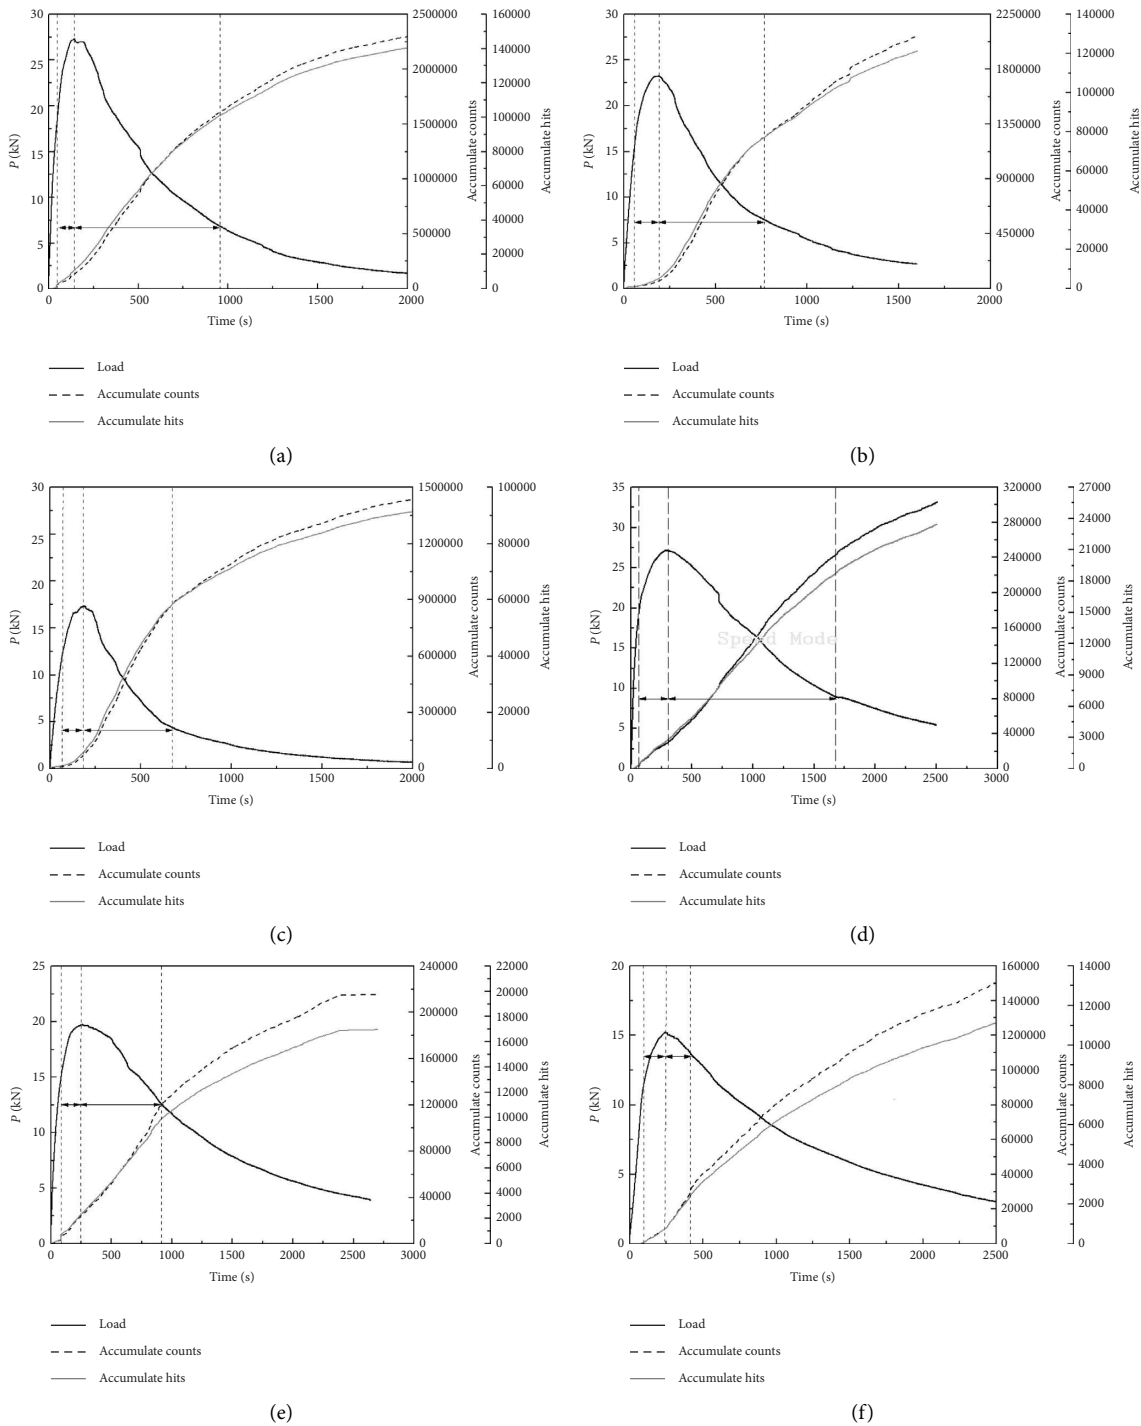 30
25
20
15
10
5
0
P (kN)
0 500 1000 1500 2000
Time (s)
2500000
2000000
1500000
1000000
500000
0
Accumulate counts
160000
140000
120000
100000
80000
60000
40000
20000
0
Accumulate hits
Load
Accumulate counts
Accumulate hits
(a)
30
25
20
15
10
5
0
P (kN)
0 500 1000 1500 2000
Time (s)
2250000
1800000
1350000
900000
450000
0
Accumulate counts
140000
120000
100000
80000
60000
40000
20000
0
Accumulate hits
Load
Accumulate counts
Accumulate hits
(b)
30
25
20
15
10
5
0
P (kN)
0 500 1000 1500 2000
Time (s)
1500000
1200000
900000
600000
300000
0
Accumulate counts
100000
80000
60000
40000
20000
0
Accumulate hits
Load
Accumulate counts
Accumulate hits
(c)
35
30
25
20
15
10
5
0
P (kN)
Speed Mode
0 500 1000 1500 2000 2500 3000
Time (s)
320000
280000
240000
200000
160000
120000
80000
40000
0
Accumulate counts
27000
24000
21000
18000
15000
12000
9000
6000
3000
0
Accumulate hits
Load
Accumulate counts
Accumulate hits
(d)
25
20
15
10
5
0
P (kN)
0 500 1000 1500 2000 2500 3000
Time (s)
240000
200000
160000
120000
80000
40000
0
Accumulate counts
22000
20000
18000
16000
14000
12000
10000
8000
6000
4000
2000
0
Accumulate hits
Load
Accumulate counts
Accumulate hits
(e)
20
15
10
5
0
P (kN)
0 500 1000 1500 2000 2500
Time (s)
160000
140000
120000
100000
80000
60000
40000
20000
0
Accumulate counts
14000
12000
10000
8000
6000
4000
2000
0
Accumulate hits
Load
Accumulate counts
Accumulate hits
(f)